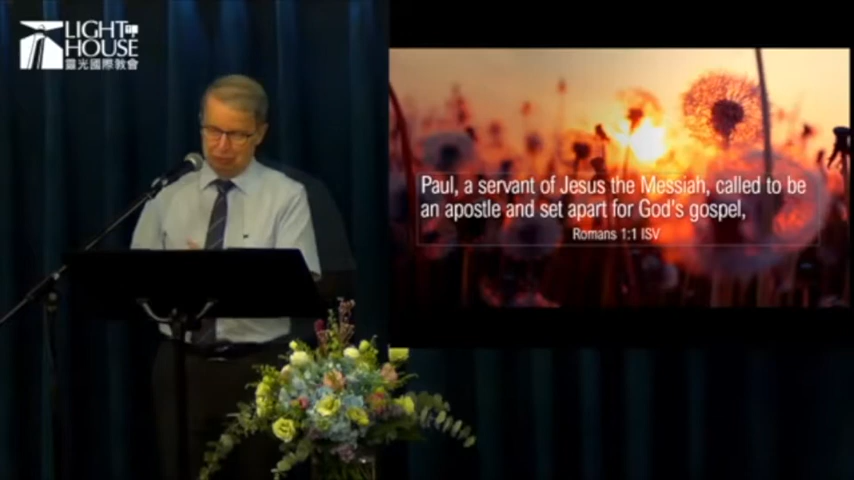 LIGHT
HOUSE
靈光國際教會
Paul, a servant of Jesus the Messiah, called to be
an apostle and set apart for God's gospel,
Romans 1:1 ISV